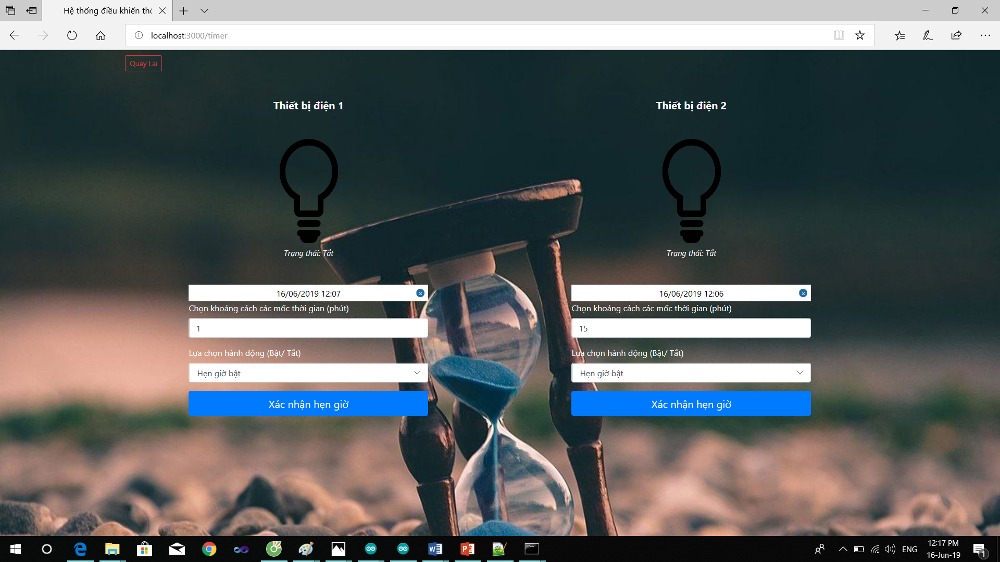 Hệ thống điều khiển thô
localhost:3000/timer
Quay Lại
Thiết bị điện 1
Thiết bị điện 2
Trạng thái: Tắt
Trạng thái: Tắt
16/06/2019 12:07
16/06/2019 12:06
Chọn khoảng cách các mốc thời gian (phút)
Chọn khoảng cách các mốc thời gian (phút)
1
15
Lựa chọn hành động (Bật/ Tắt)
Lựa chọn hành động (Bật/ Tắt)
Hẹn giờ bật
Hẹn giờ bật
Xác nhận hẹn giờ
Xác nhận hẹn giờ
ENG
12:17 PM
16-Jun-19
1